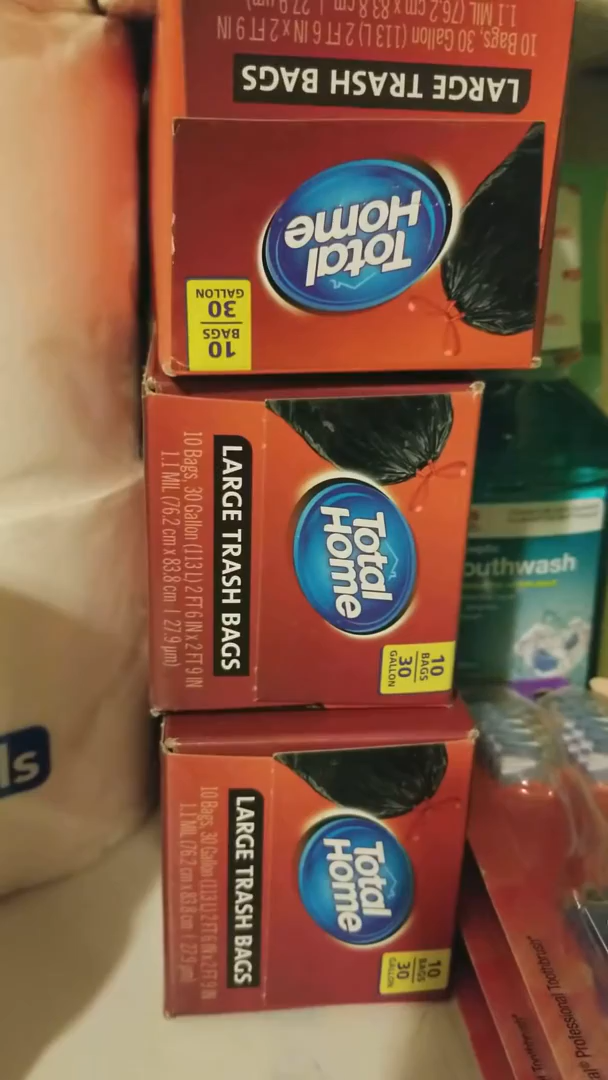 LARGE TRASH BAGS
10 Bags, 30 Gallon (113 L) 2 FT 6 IN x 2 FT 9 IN
1.1 MIL (76.2 cm x 83.8 cm | 27.9 µm)
Total
Home
10
BAGS
30
GALLON
LARGE TRASH BAGS
10 Bags, 30 Gallon (113 L) 2 FT 6 IN x 2 FT 9 IN
1.1 MIL (76.2 cm x 83.8 cm | 27.9 µm)
Total
Home
10
BAGS
30
GALLON
LARGE TRASH BAGS
10 Bags, 30 Gallon (113 L) 2 FT 6 IN x 2 FT 9 IN
1.1 MIL (76.2 cm x 83.8 cm | 27.9 µm)
Total
Home
10
BAGS
30
GALLON
outhwash
ls
Professional Toothbrush